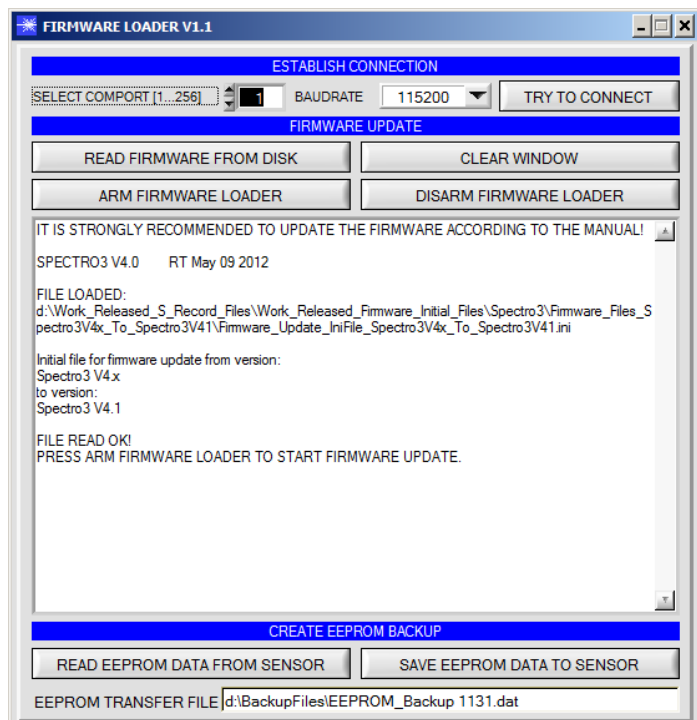 FIRMWARE LOADER V1.1
ESTABLISH CONNECTION
SELECT COMPORT [1...256] 1 BAUDRATE 115200 TRY TO CONNECT
FIRMWARE UPDATE
READ FIRMWARE FROM DISK CLEAR WINDOW
ARM FIRMWARE LOADER DISARM FIRMWARE LOADER
IT IS STRONGLY RECOMMENDED TO UPDATE THE FIRMWARE ACCORDING TO THE MANUAL!
SPECTRO3 V4.0 RT May 09 2012
FILE LOADED:
d:\Work_Released_S_Record_Files\Work_Released_Firmware_Initial_Files\Spectro3\Firmware_Files_S
pectro3V4x_To_Spectro3V41\Firmware_Update_IniFile_Spectro3V4x_To_Spectro3V41.ini
Initial file for firmware update from version:
Spectro3 V4.x
to version:
Spectro3 V4.1
FILE READ OK!
PRESS ARM FIRMWARE LOADER TO START FIRMWARE UPDATE.
CREATE EEPROM BACKUP
READ EEPROM DATA FROM SENSOR SAVE EEPROM DATA TO SENSOR
EEPROM TRANSFER FILE d:\BackupFiles\EEPROM_Backup 1131.dat